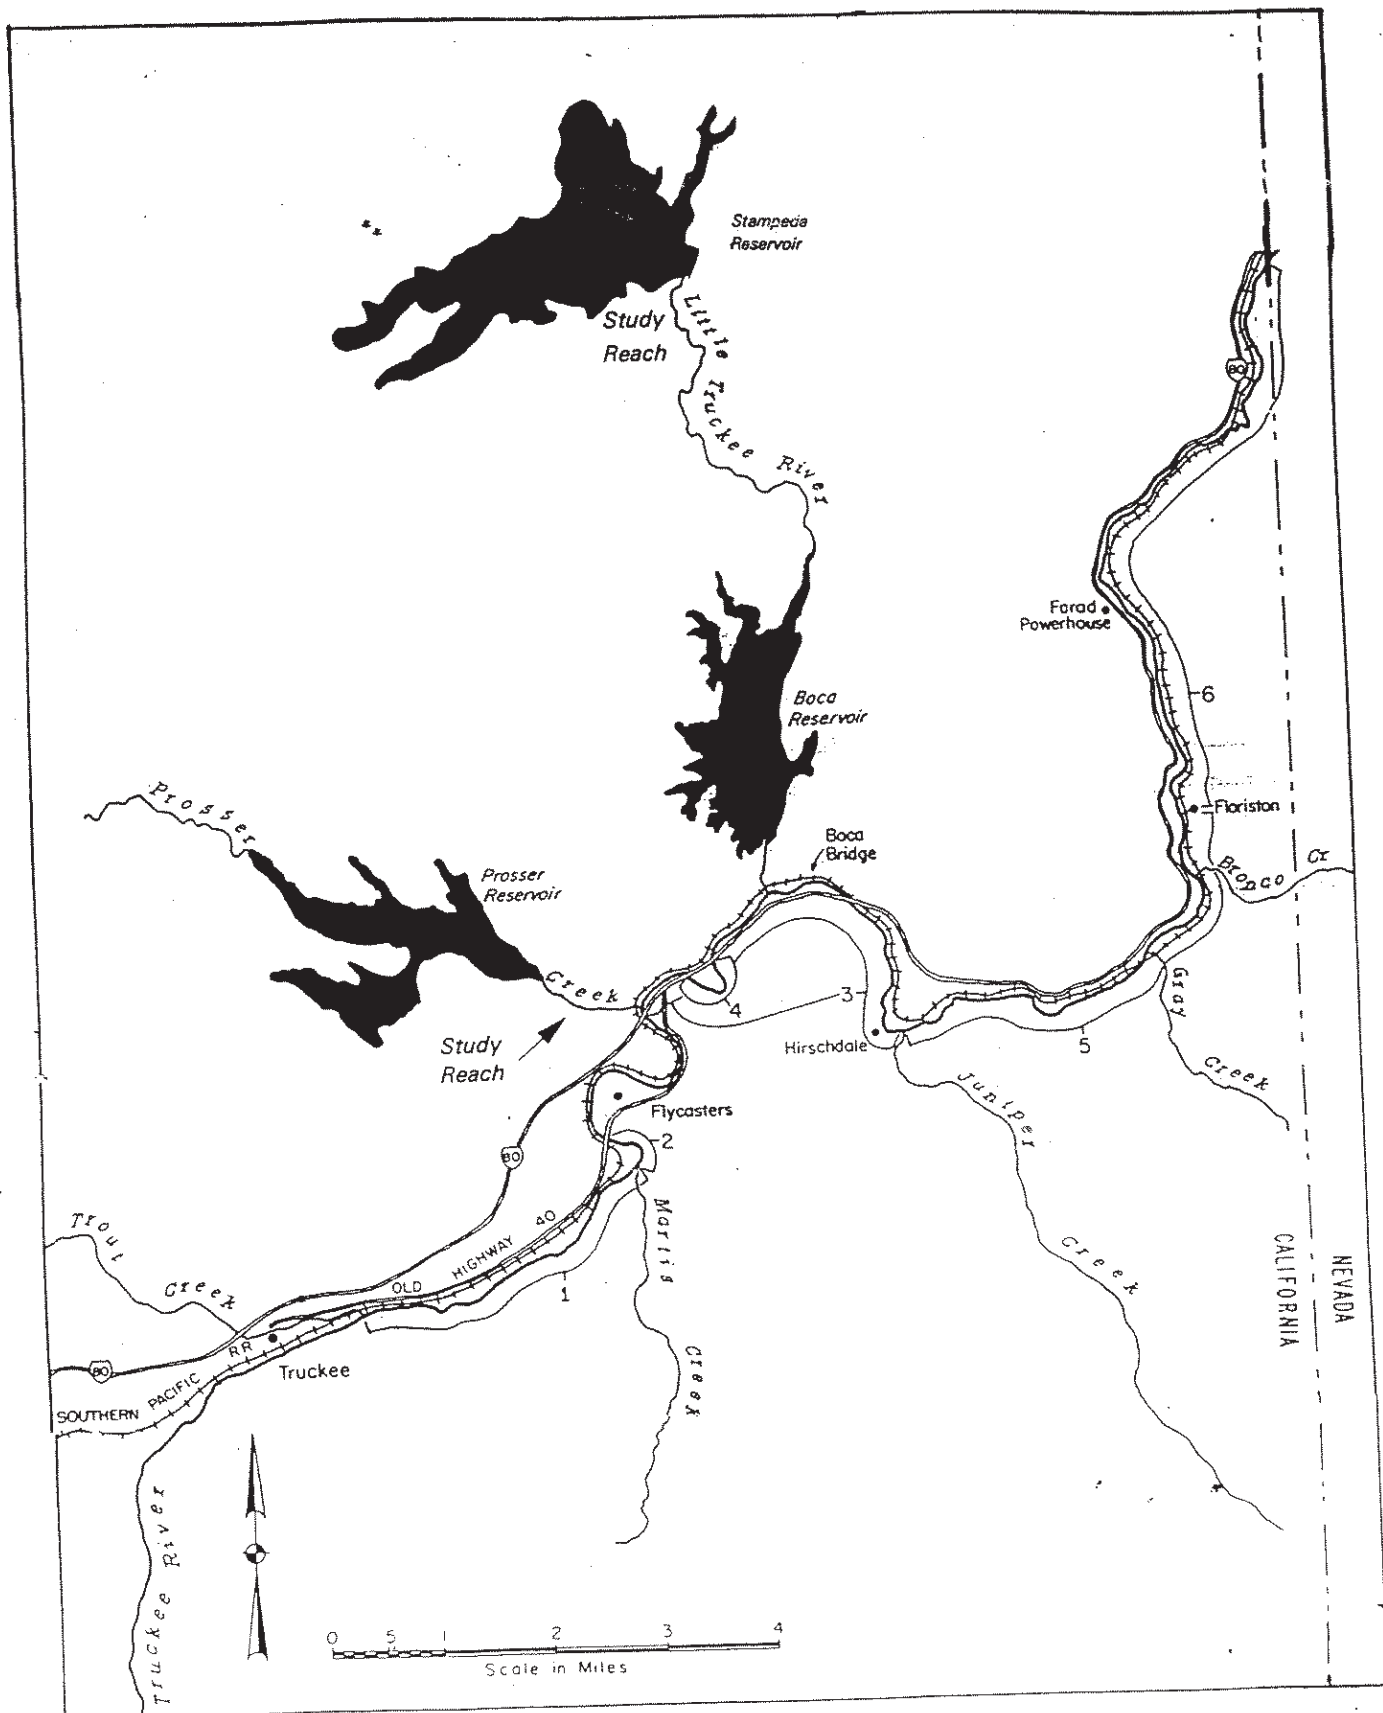 Stampede
Reservoir
Study
Reach
Little Truckee River
80
Farad
Powerhouse
6
Boca
Reservoir
Floriston
Boca
Bridge
Bronco Cr
Prosser
Prosser
Reservoir
Creek
Gray
Creek
4
3
Hirschdale
5
Study
Reach
Juniper
Creek
Flycasters
2
80
Martis
Creek
Trout
Creek
OLD HIGHWAY 40
1
CALIFORNIA
NEVADA
80
Truckee
SOUTHERN PACIFIC RR
Truckee River
0 .5 1 2 3 4
Scale in Miles